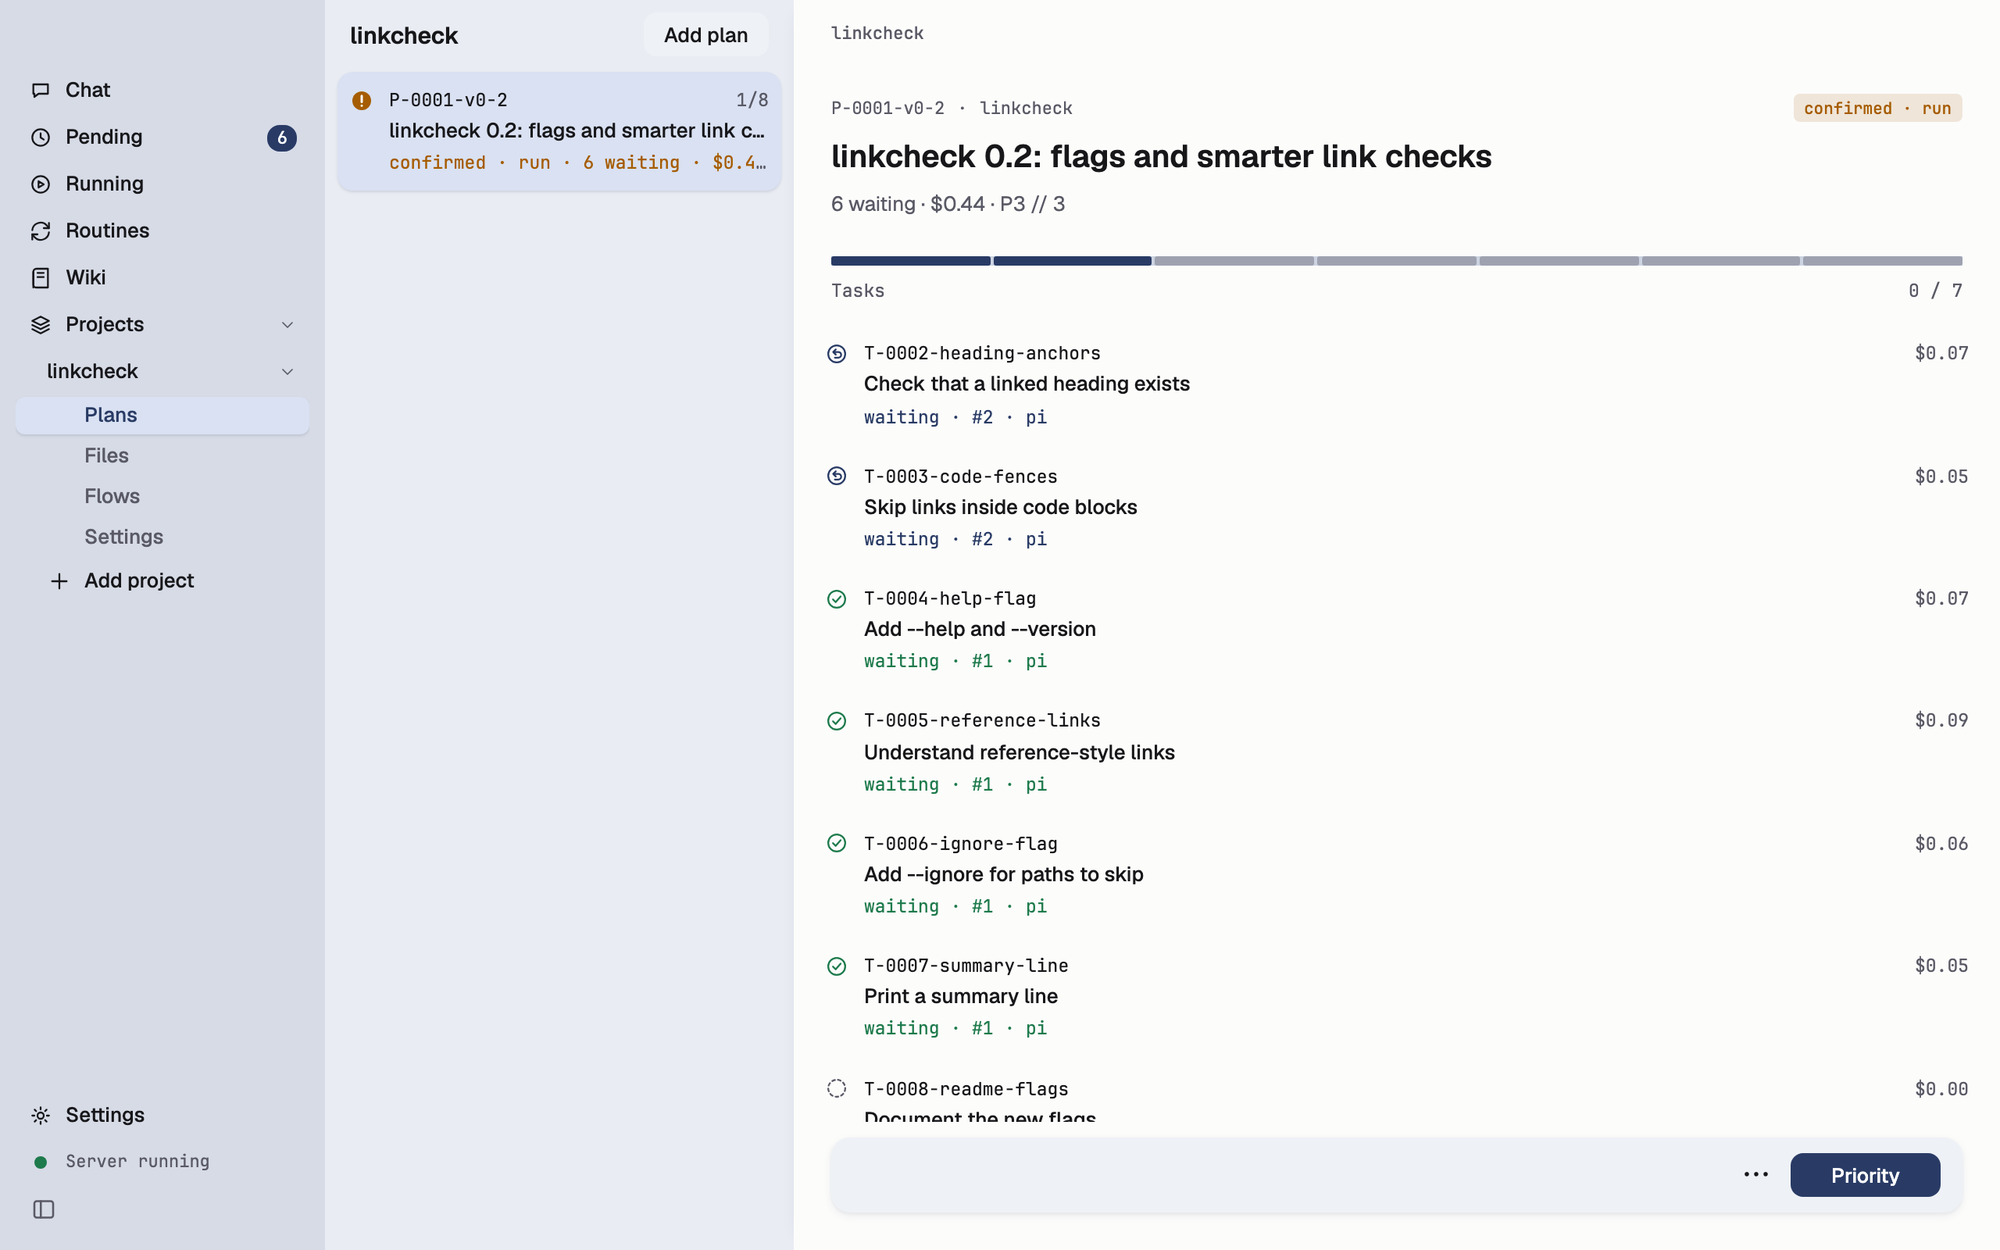 Chat
Pending 6
Running
Routines
Wiki
Projects
linkcheck
Plans
Files
Flows
Settings
Add project
Settings
Server running
linkcheck Add plan
P-0001-v0-2 1/8
linkcheck 0.2: flags and smarter link c…
confirmed · run · 6 waiting · $0.4…
linkcheck
P-0001-v0-2 · linkcheck confirmed · run
linkcheck 0.2: flags and smarter link checks
6 waiting · $0.44 · P3 // 3
Tasks 0 / 7
T-0002-heading-anchors $0.07
Check that a linked heading exists
waiting · #2 · pi
T-0003-code-fences $0.05
Skip links inside code blocks
waiting · #2 · pi
T-0004-help-flag $0.07
Add --help and --version
waiting · #1 · pi
T-0005-reference-links $0.09
Understand reference-style links
waiting · #1 · pi
T-0006-ignore-flag $0.06
Add --ignore for paths to skip
waiting · #1 · pi
T-0007-summary-line $0.05
Print a summary line
waiting · #1 · pi
T-0008-readme-flags $0.00
Document the new flags
Priority